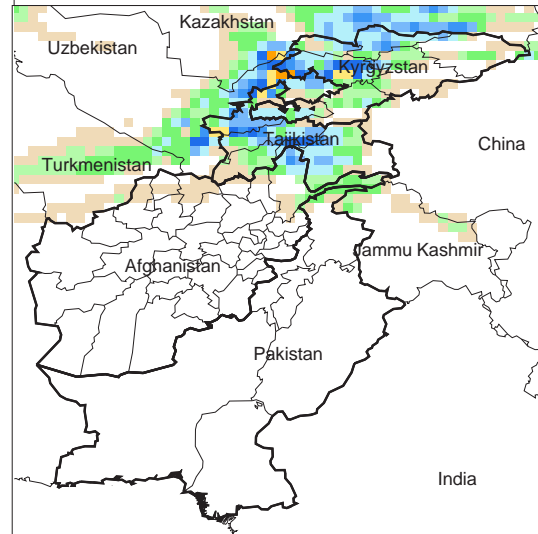 Kazakhstan
Uzbekistan
Kyrgyzstan
Tajikistan
China
Turkmenistan
Jammu Kashmir
Afghanistan
Pakistan
India